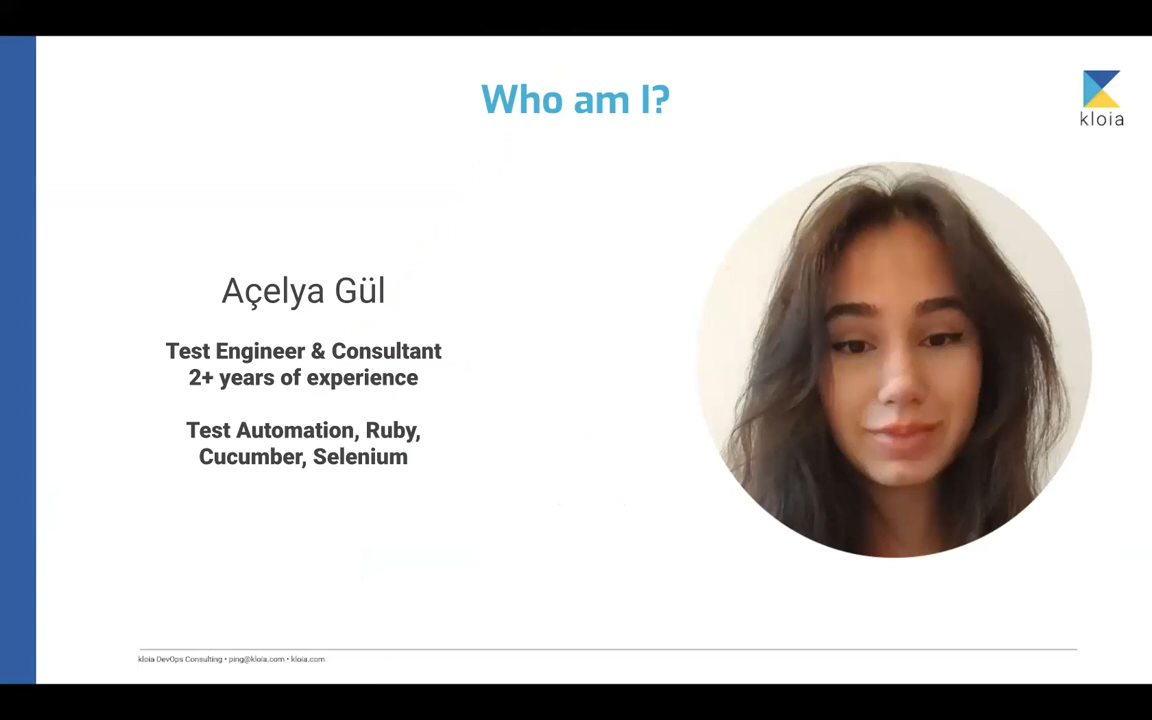 Who am I?
kloia
Açelya Gül
Test Engineer & Consultant
2+ years of experience
Test Automation, Ruby,
Cucumber, Selenium
kloia DevOps Consulting • ping@kloia.com • kloia.com